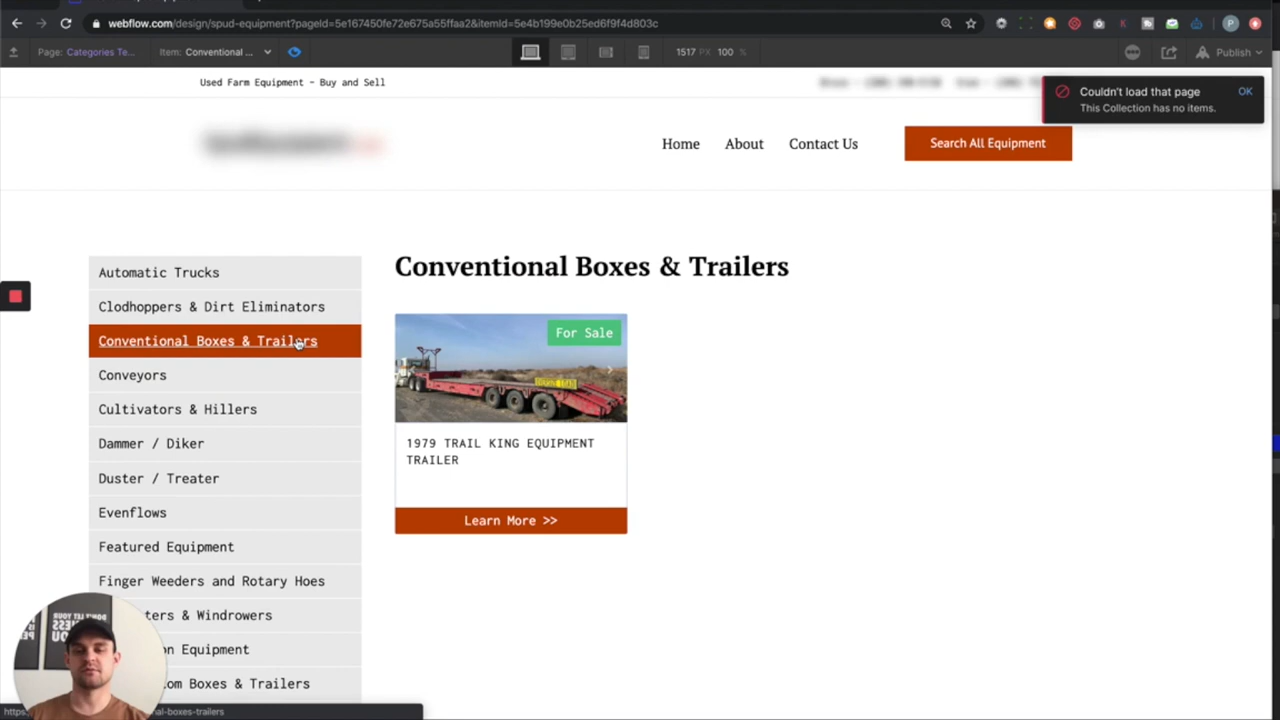 webflow.com/design/spud-equipment?pageId=5e167450fe72e675a55ffaa2&itemId=5e4b199e0b25ed6f9f4d803c
Page: Categories Te...
Item: Conventional ...
1517 PX 100 %
Publish
Used Farm Equipment - Buy and Sell
Couldn't load that page
OK
This Collection has no items.
Home
About
Contact Us
Search All Equipment
Automatic Trucks
Clodhoppers & Dirt Eliminators
Conventional Boxes & Trailers
Conveyors
Cultivators & Hillers
Dammer / Diker
Duster / Treater
Evenflows
Featured Equipment
Finger Weeders and Rotary Hoes
& Windrowers
Equipment
Boxes & Trailers
Conventional Boxes & Trailers
For Sale
1979 TRAIL KING EQUIPMENT
TRAILER
Learn More >>